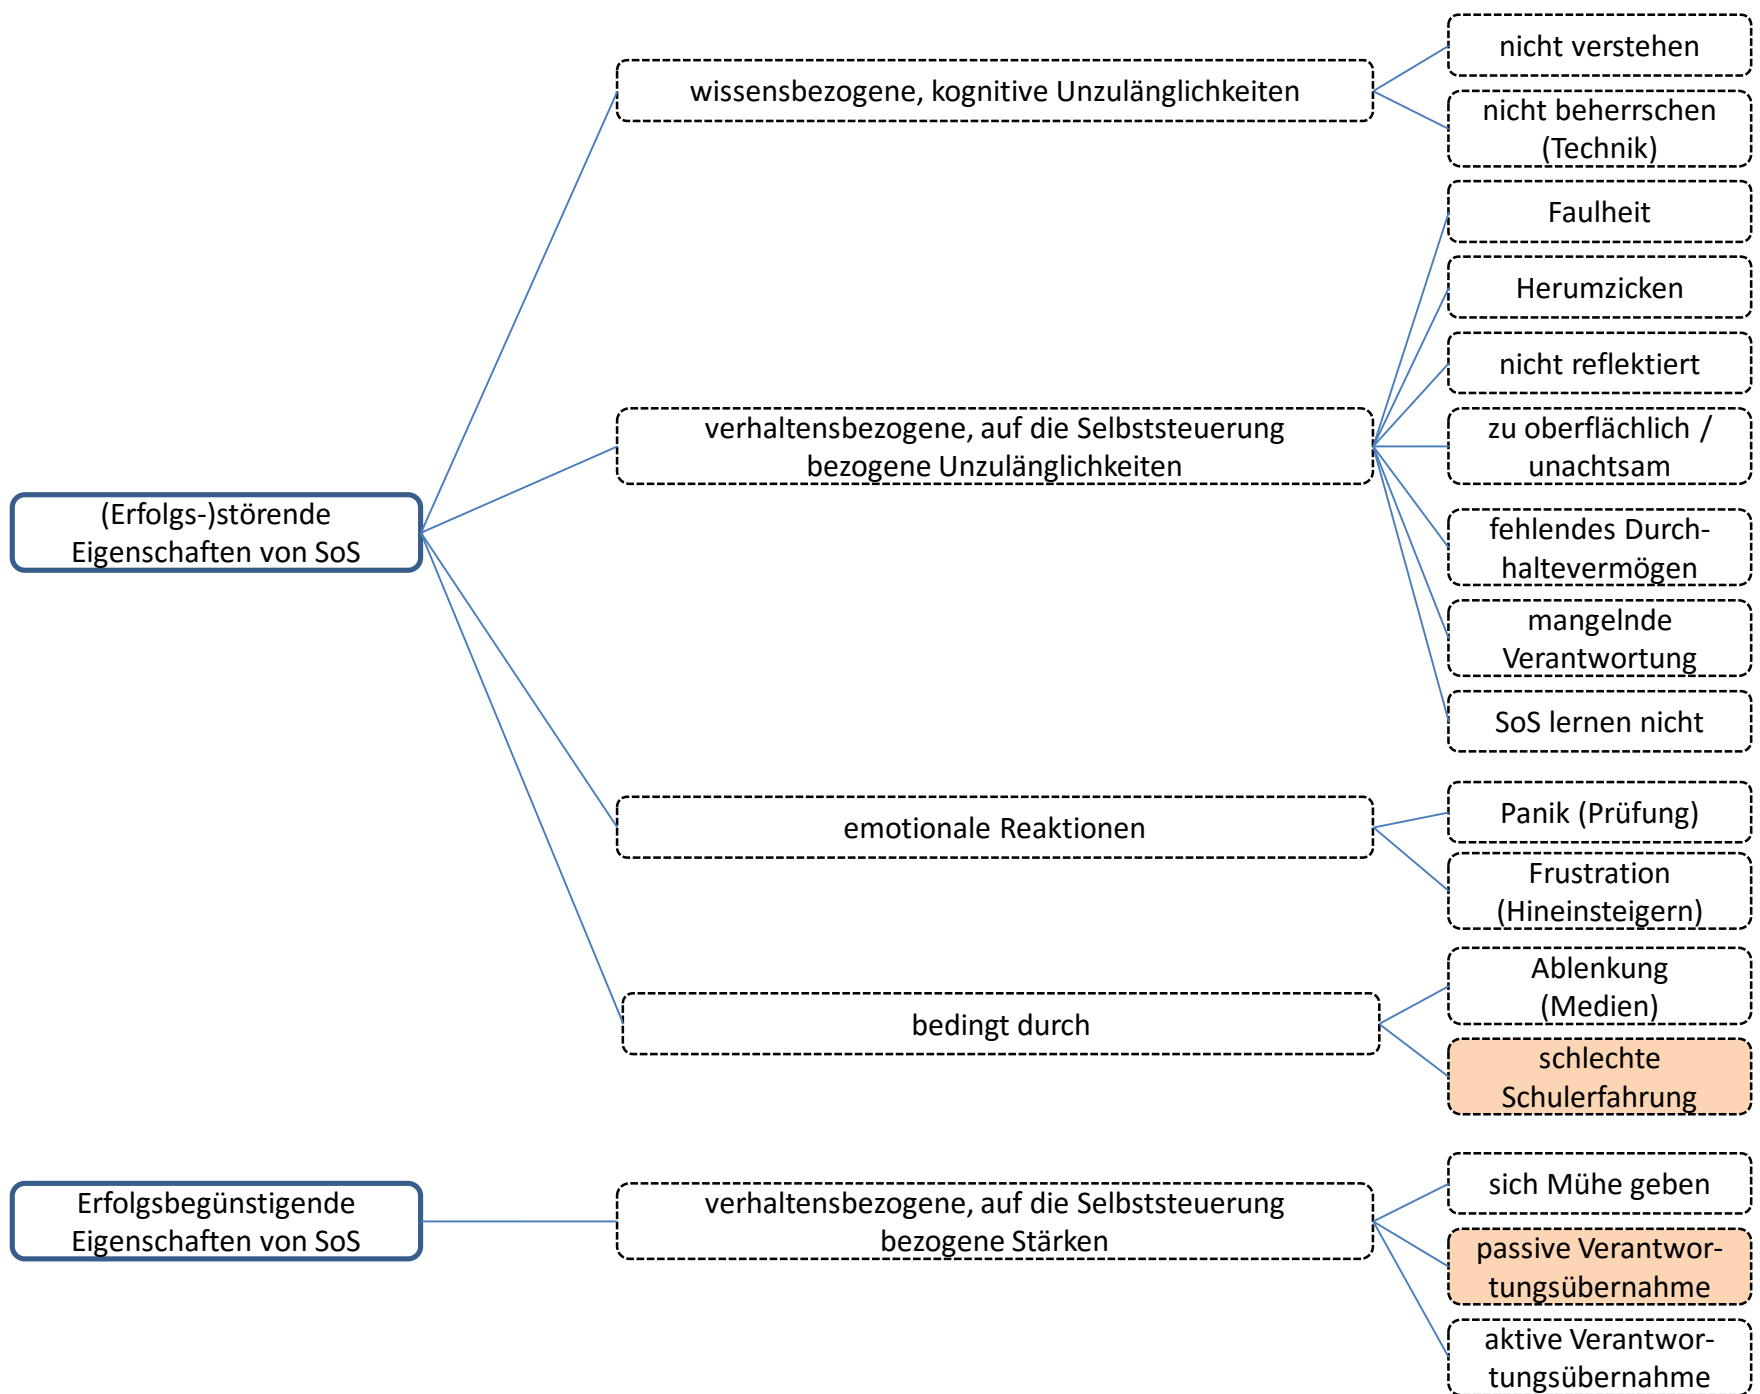 (Erfolgs-)störende
Eigenschaften von SoS
wissensbezogene, kognitive Unzulänglichkeiten
nicht verstehen
nicht beherrschen
(Technik)
verhaltensbezogene, auf die Selbststeuerung
bezogene Unzulänglichkeiten
Faulheit
Herumzicken
nicht reflektiert
zu oberflächlich /
unachtsam
fehlendes Durch-
haltevermögen
mangelnde
Verantwortung
SoS lernen nicht
emotionale Reaktionen
Panik (Prüfung)
Frustration
(Hineinsteigern)
bedingt durch
Ablenkung
(Medien)
schlechte
Schulerfahrung
Erfolgsbegünstigende
Eigenschaften von SoS
verhaltensbezogene, auf die Selbststeuerung
bezogene Stärken
sich Mühe geben
passive Verantwor-
tungsübernahme
aktive Verantwor-
tungsübernahme